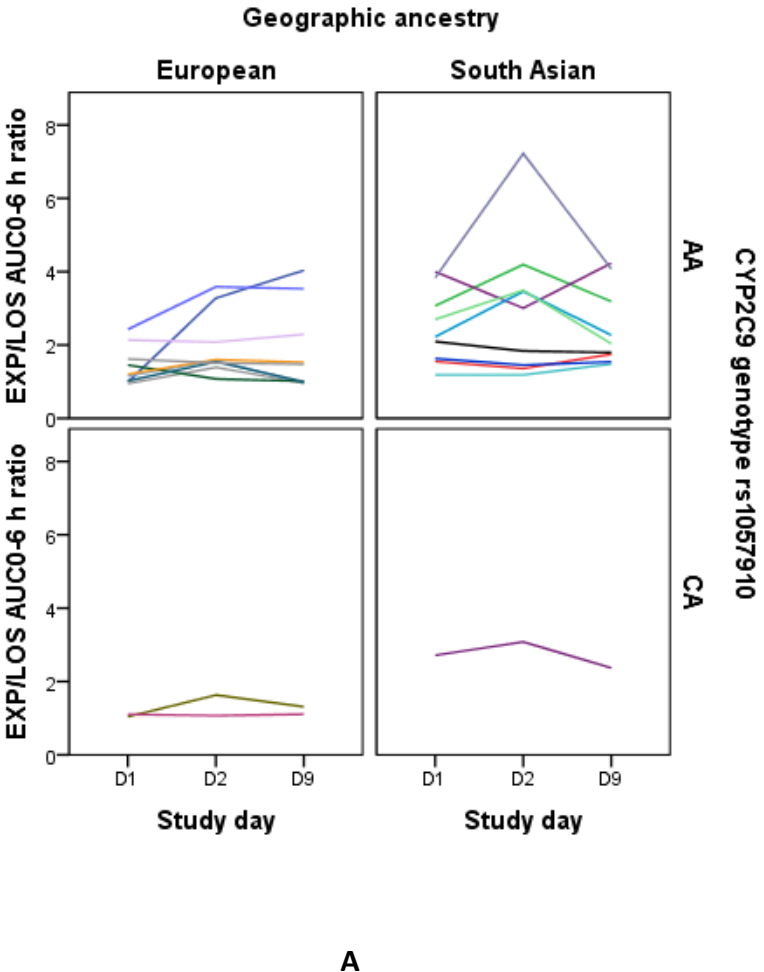 Geographic ancestry
European South Asian
EXP/LOS AUC0-6 h ratio
8
6
4
2
0
AA
CYP2C9 genotype rs1057910
EXP/LOS AUC0-6 h ratio
8
6
4
2
0
CA
D1 D2 D9 D1 D2 D9
Study day Study day
A